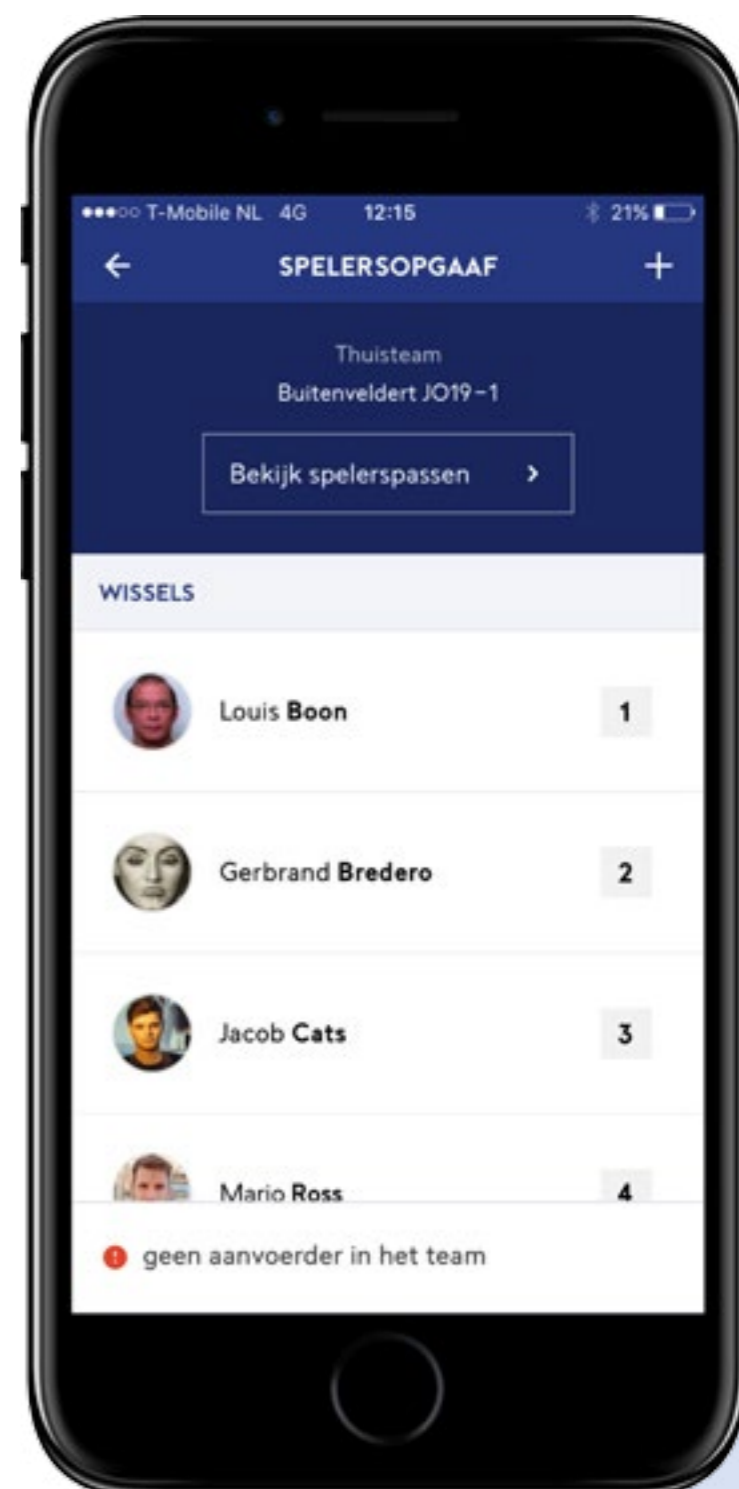 T-Mobile NL 4G 12:15 21%
SPELERSOPGAAF
Thuisteam
Buitenveldert JO19-1
Bekijk spelerspassen
WISSELS
Louis Boon 1
Gerbrand Bredero 2
Jacob Cats 3
Mario Ross 4
geen aanvoerder in het team